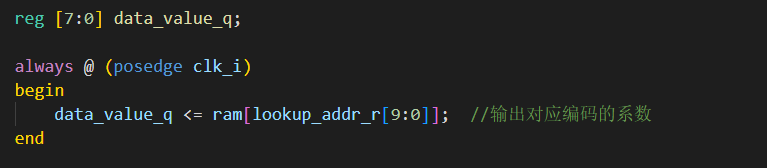 reg [7:0] data_value_q;
always @ (posedge clk_i)
begin
data_value_q <= ram[lookup_addr_r[9:0]];  //输出对应编码的系数
end